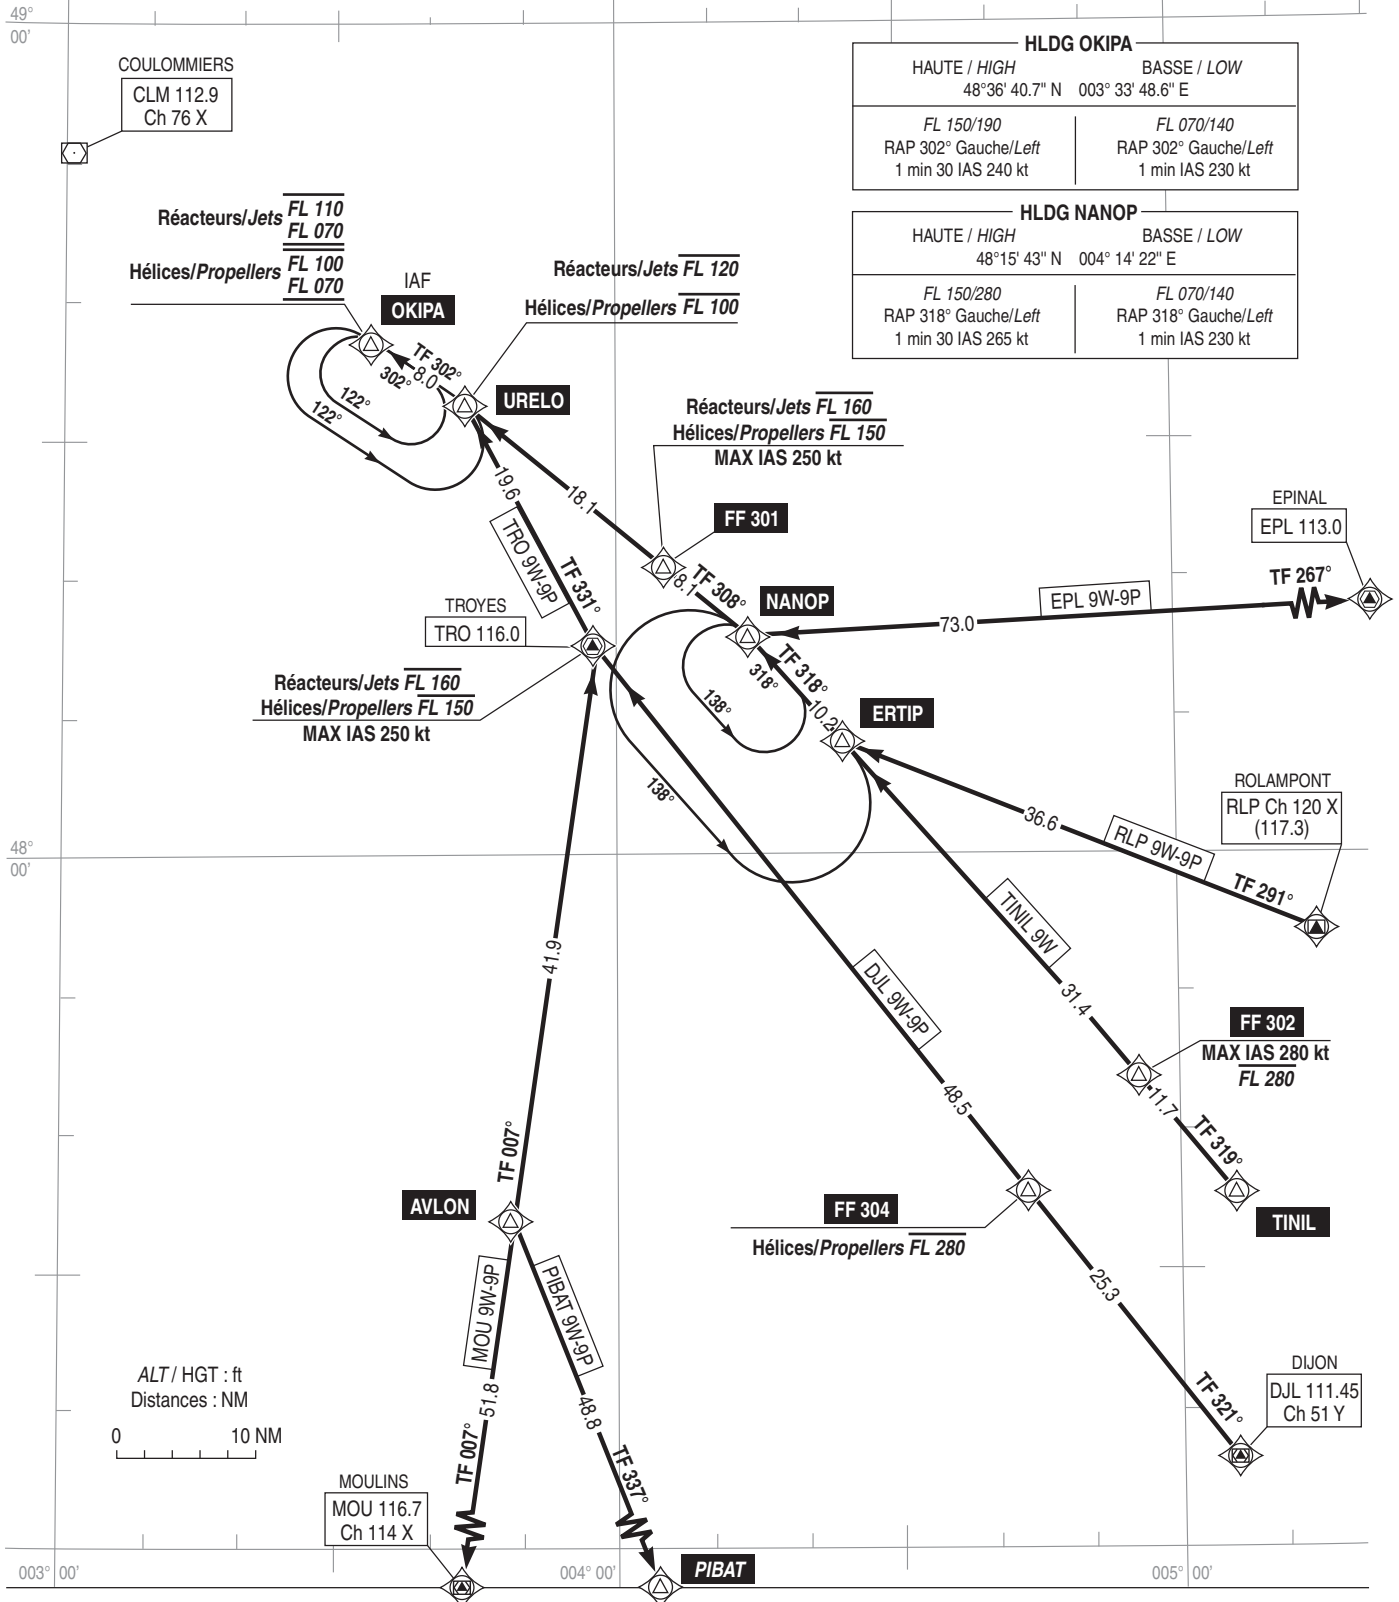 49°
00'
COULOMMIERS
CLM 112.9
Ch 76 X
HLDG OKIPA
HAUTE / HIGH BASSE / LOW
48°36' 40.7" N 003° 33' 48.6" E
FL 150/190
RAP 302° Gauche/Left
1 min 30 IAS 240 kt
FL 070/140
RAP 302° Gauche/Left
1 min IAS 230 kt
HLDG NANOP
HAUTE / HIGH BASSE / LOW
48°15' 43" N 004° 14' 22" E
FL 150/280
RAP 318° Gauche/Left
1 min 30 IAS 265 kt
FL 070/140
RAP 318° Gauche/Left
1 min IAS 230 kt
Réacteurs/Jets FL 110
FL 070
Hélices/Propellers FL 100
FL 070
IAF
OKIPA
Réacteurs/Jets FL 120
Hélices/Propellers FL 100
TF 302°
8.0
302°
122°
122°
URELO
Réacteurs/Jets FL 160
Hélices/Propellers FL 150
MAX IAS 250 kt
19.6
18.1
FF 301
EPINAL
EPL 113.0
TRO 9W-9P
TF 331°
8.1
TF 308°
NANOP
TF 267°
EPL 9W-9P
73.0
TROYES
TRO 116.0
Réacteurs/Jets FL 160
Hélices/Propellers FL 150
MAX IAS 250 kt
318°
TF 318°
138°
10.2
ERTIP
138°
ROLAMPONT
RLP Ch 120 X
(117.3)
36.6
RLP 9W-9P
TF 291°
48°
00'
TINIL 9W
41.9
DJL 9W-9P
31.4
FF 302
MAX IAS 280 kt
FL 280
48.5
11.7
TF 319°
TF 007°
AVLON
FF 304
Hélices/Propellers FL 280
TINIL
MOU 9W-9P
PIBAT 9W-9P
25.3
ALT / HGT : ft
Distances : NM
0 10 NM
51.8
48.8
TF 321°
DIJON
DJL 111.45
Ch 51 Y
TF 007°
TF 337°
MOULINS
MOU 116.7
Ch 114 X
PIBAT
003° 00' 004° 00' 005° 00'